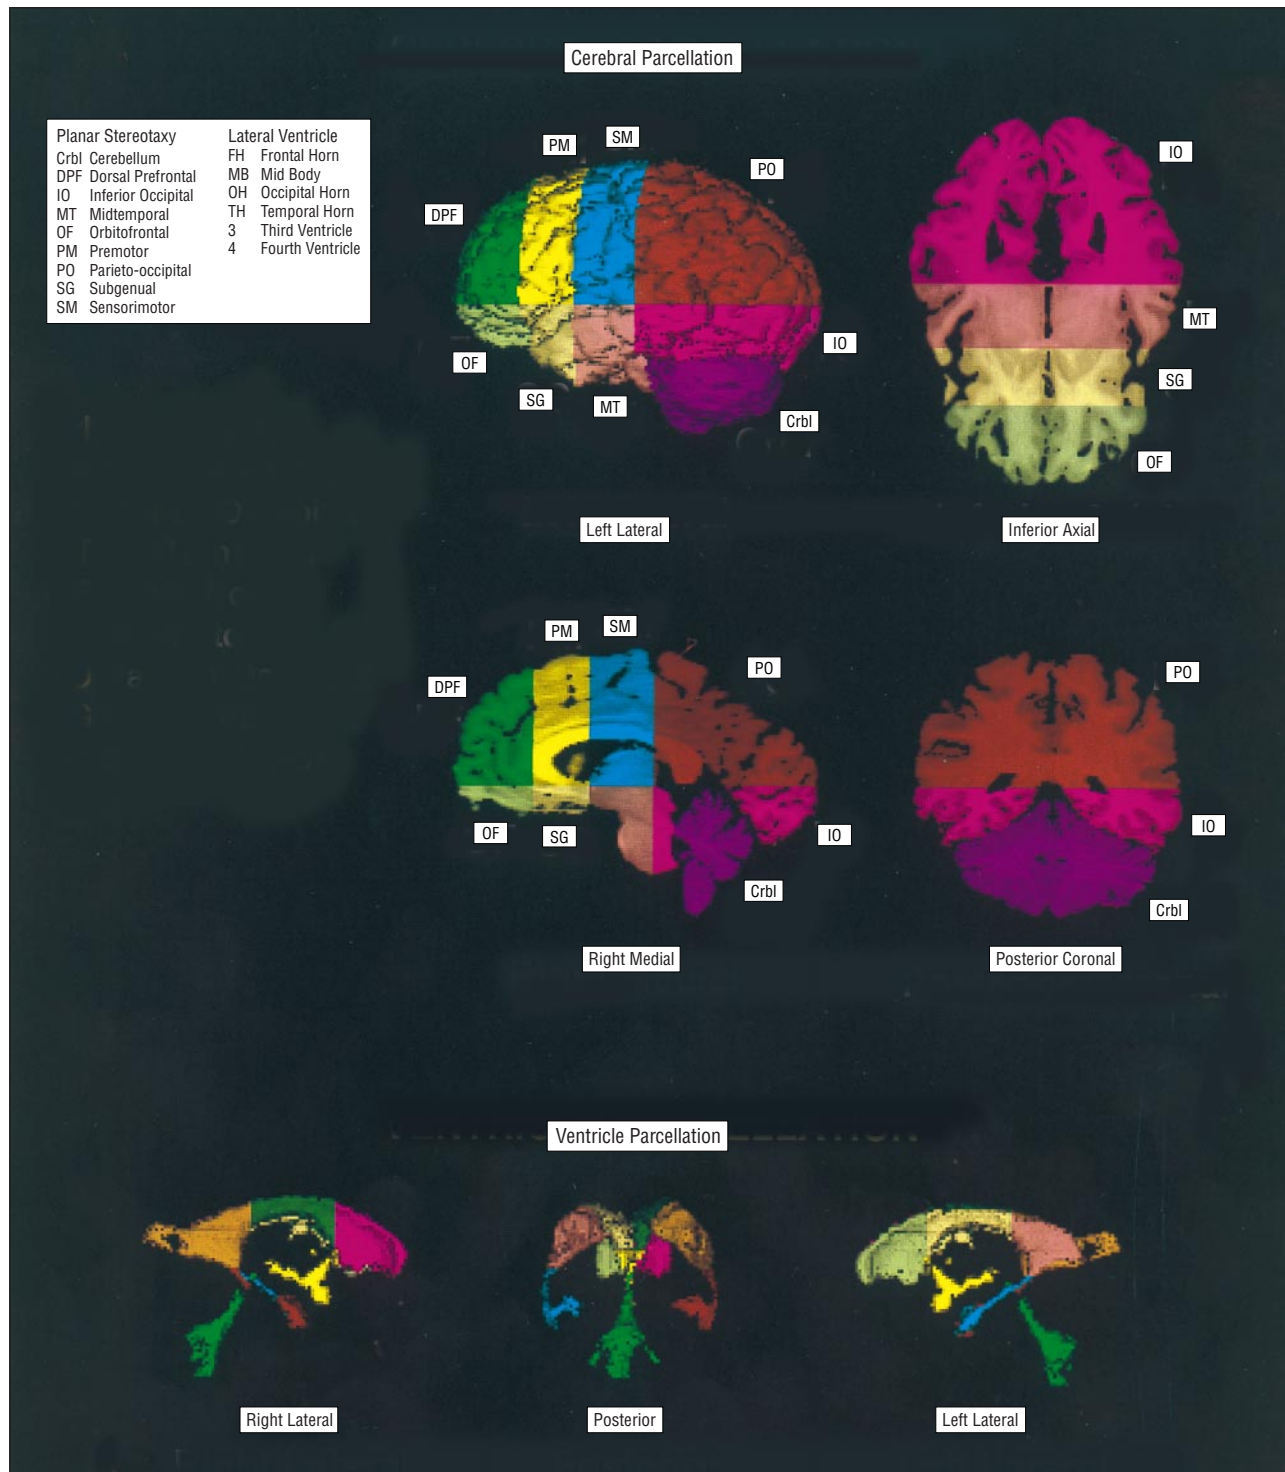 Cerebral Parcellation
Planar Stereotaxy
Crbl Cerebellum
DPF Dorsal Prefrontal
IO Inferior Occipital
MT Midtemporal
OF Orbitofrontal
PM Premotor
PO Parieto-occipital
SG Subgenual
SM Sensorimotor
Lateral Ventricle
FH Frontal Horn
MB Mid Body
OH Occipital Horn
TH Temporal Horn
3 Third Ventricle
4 Fourth Ventricle
PM
SM
PO
DPF
IO
OF
SG
MT
Crbl
Left Lateral
IO
MT
SG
OF
Inferior Axial
PM
SM
PO
DPF
OF
SG
IO
Crbl
Right Medial
PO
IO
Crbl
Posterior Coronal
Ventricle Parcellation
Right Lateral
Posterior
Left Lateral